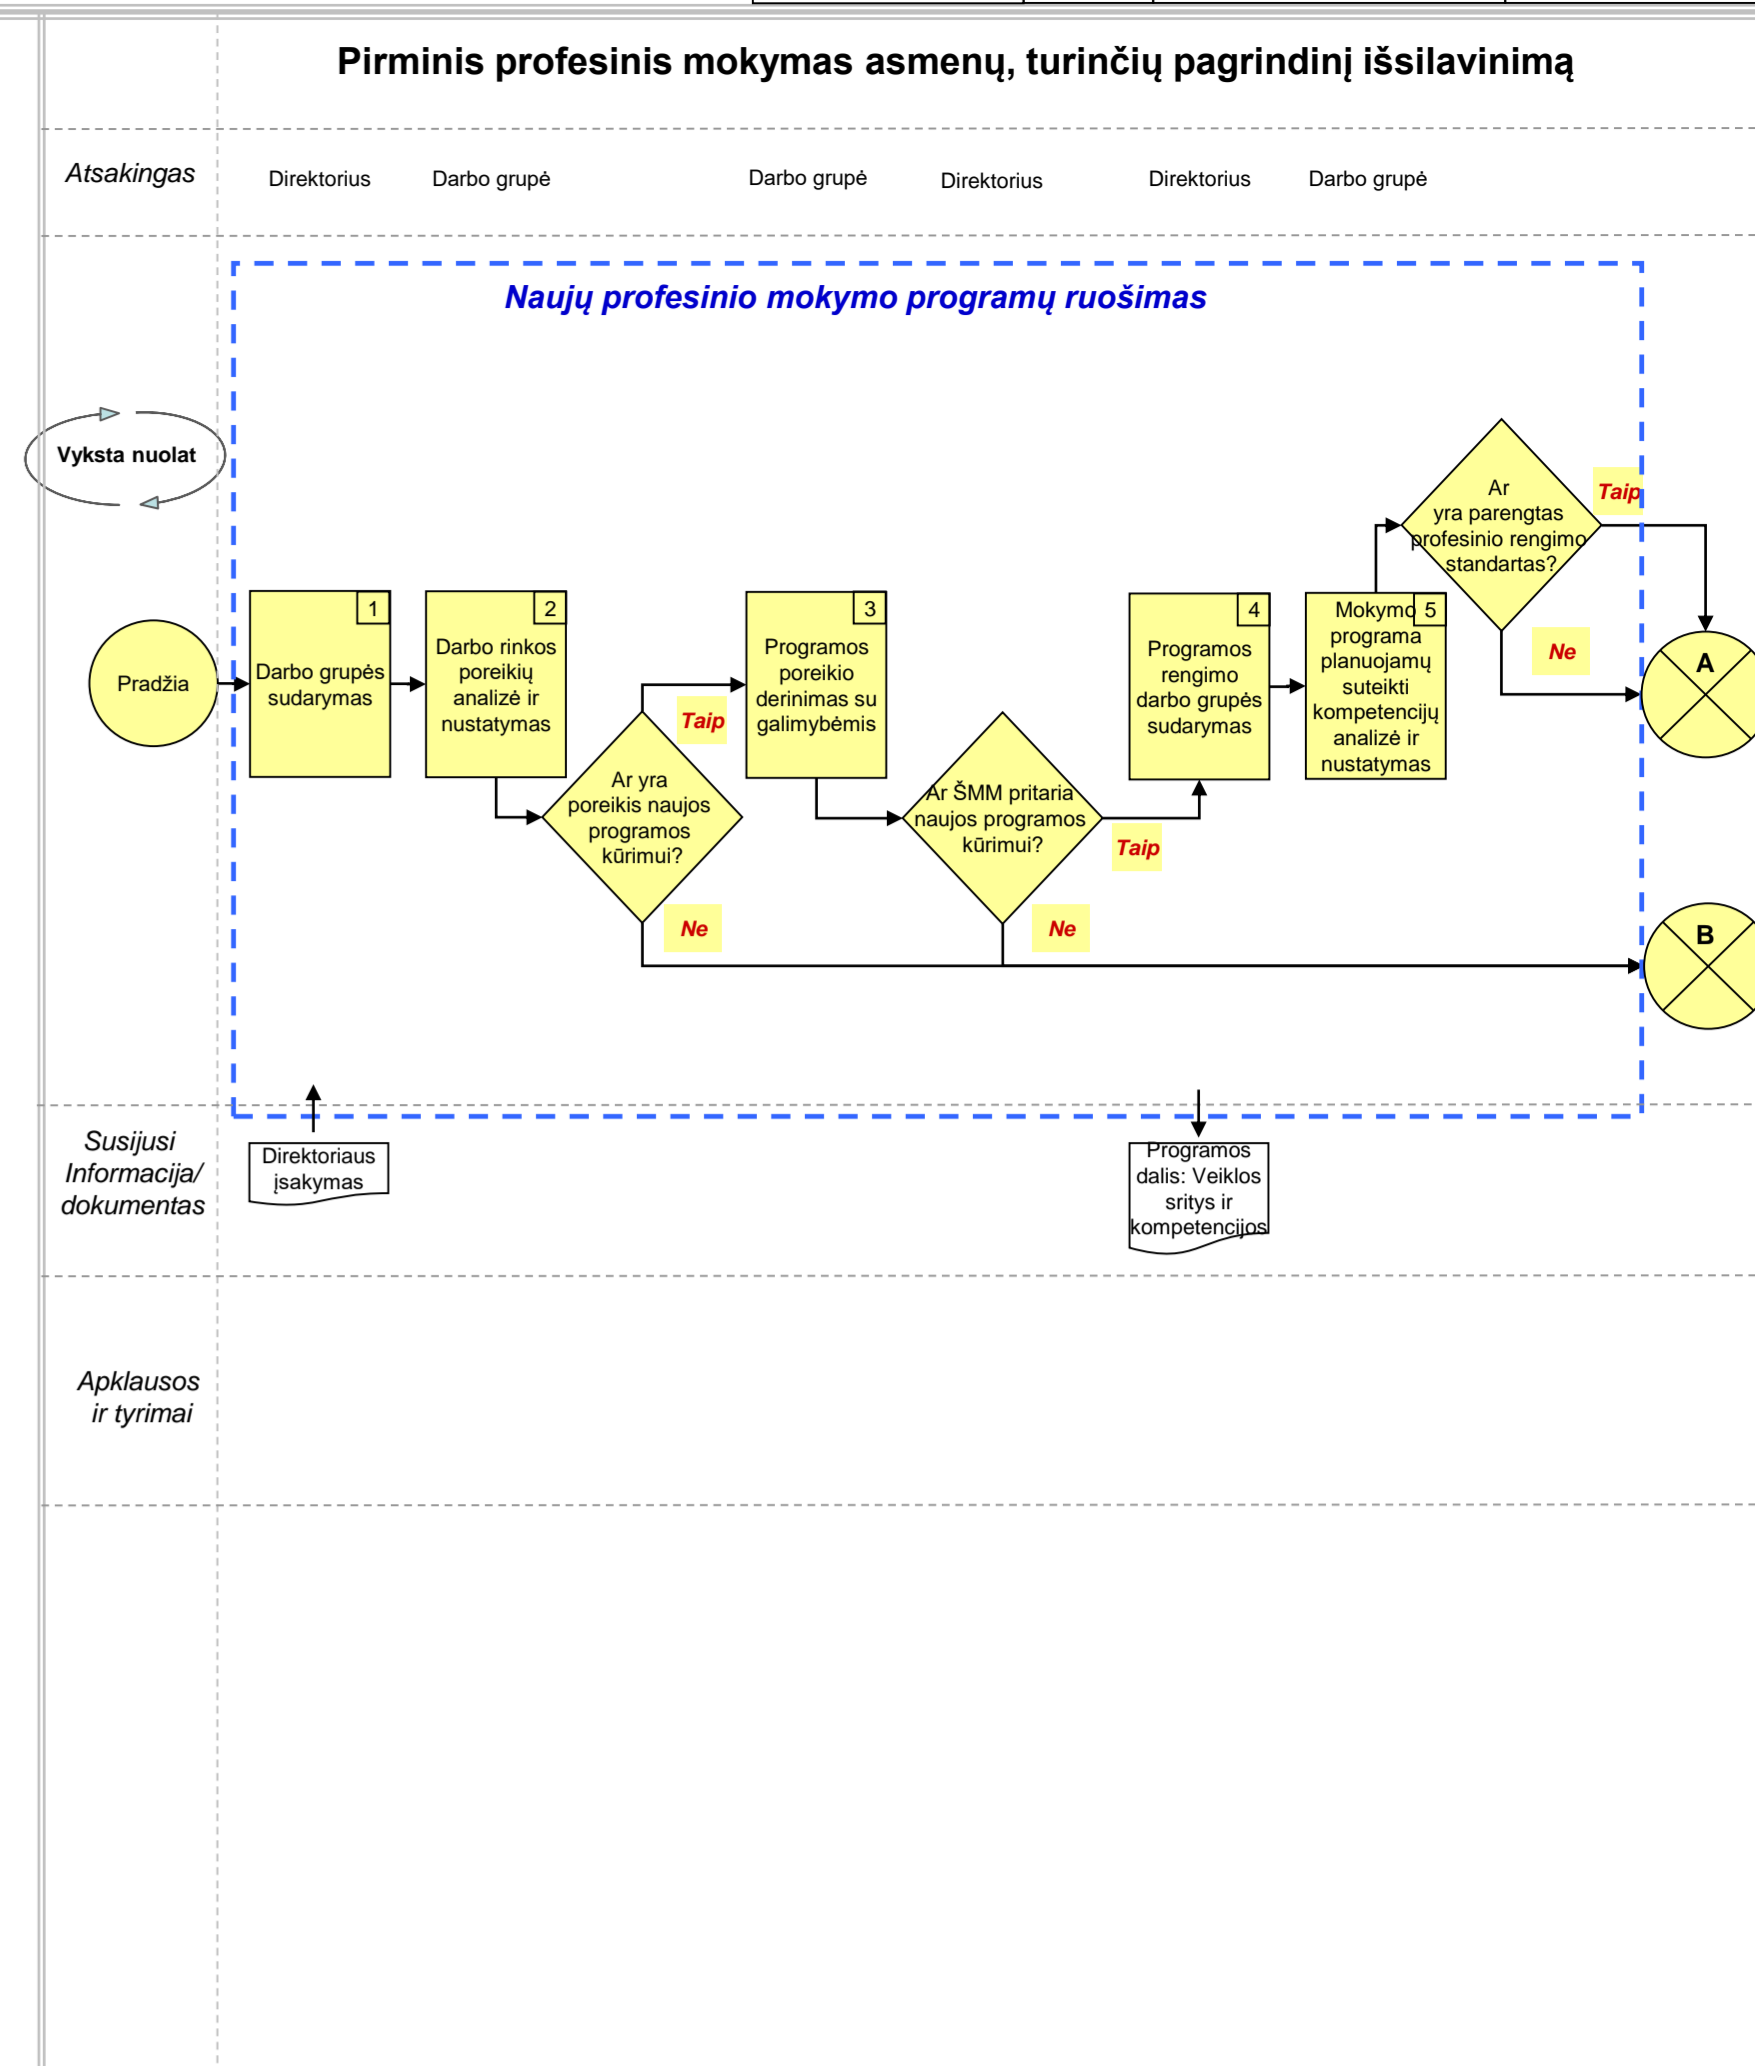 Pirminis profesinis mokymas asmenų, turinčių pagrindinį išsilavinimą
Atsakingas
Direktorius
Darbo grupė
Darbo grupė
Direktorius
Direktorius
Darbo grupė
Naujų profesinio mokymo programų ruošimas
Vyksta nuolat
Pradžia
1
Darbo grupės
sudarymas
2
Darbo rinkos
poreikių
analizė ir
nustatymas
Ar yra
poreikis naujos
programos
kūrimui?
Taip
Ne
3
Programos
poreikio
derinimas su
galimybėmis
Ar ŠMM pritaria
naujos programos
kūrimui?
Taip
Ne
4
Programos
rengimo
darbo grupės
sudarymas
5
Mokymo
programa
planuojamų
suteikti
kompetencijų
analizė ir
nustatymas
Ar
yra parengtas
profesinio rengimo
standartas?
Taip
Ne
A
B
Susijusi
Informacija/
dokumentas
Direktoriaus
įsakymas
Programos
dalis: Veiklos
sritys ir
kompetencijos
Apklausos
ir tyrimai